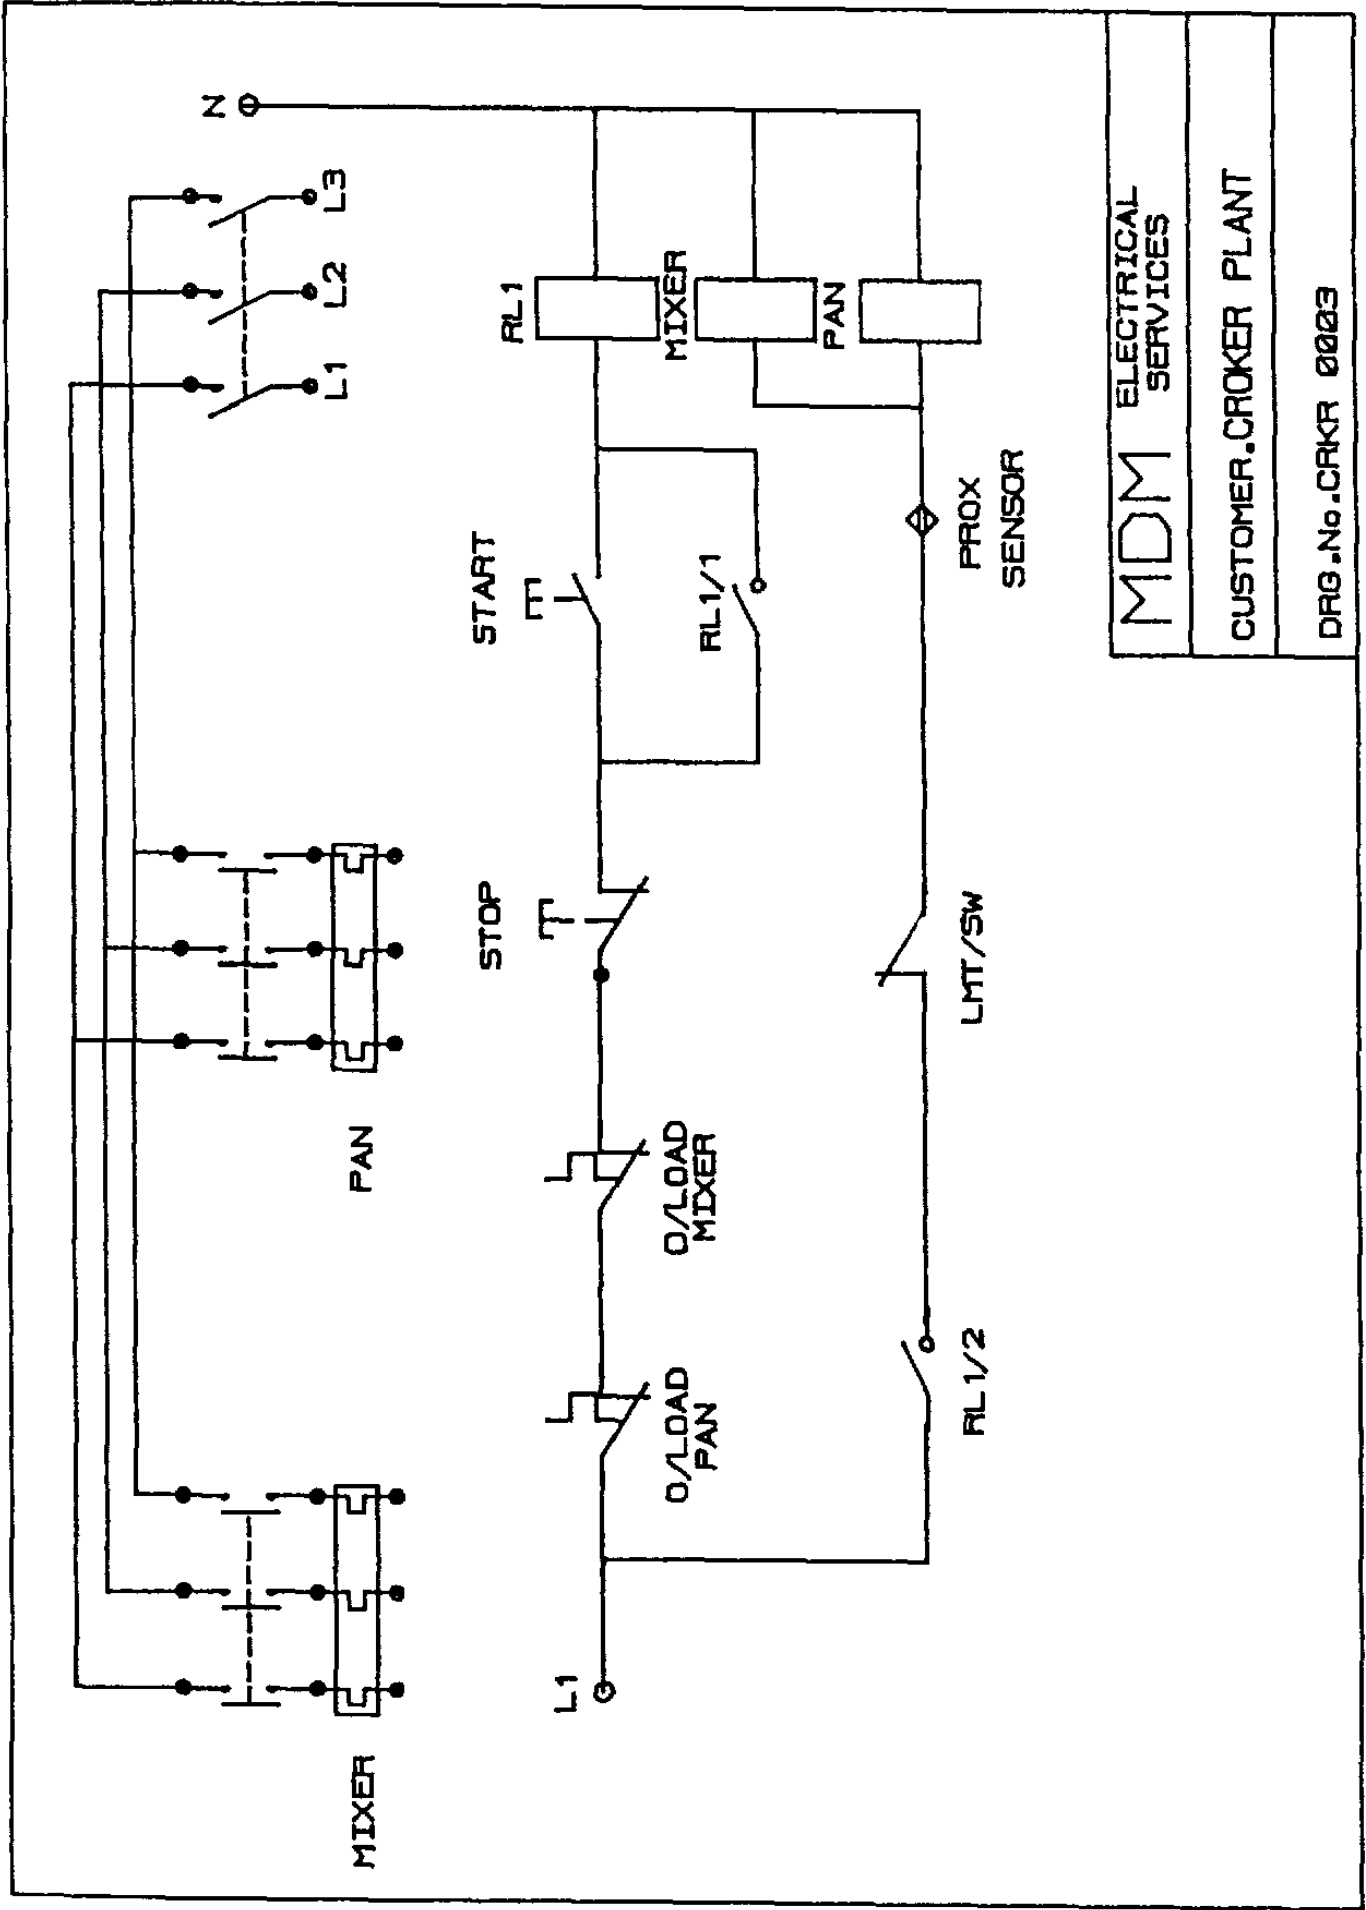 MIXER
PAN
L1
L2
L3
N
L1
O/LOAD
PAN
O/LOAD
MIXER
STOP
START
RL1
RL1/1
MIXER
PAN
RL1/2
LMT/SW
PROX
SENSOR
MDM ELECTRICAL
SERVICES
CUSTOMER.CROKER PLANT
DRG.No.CRKR 0003